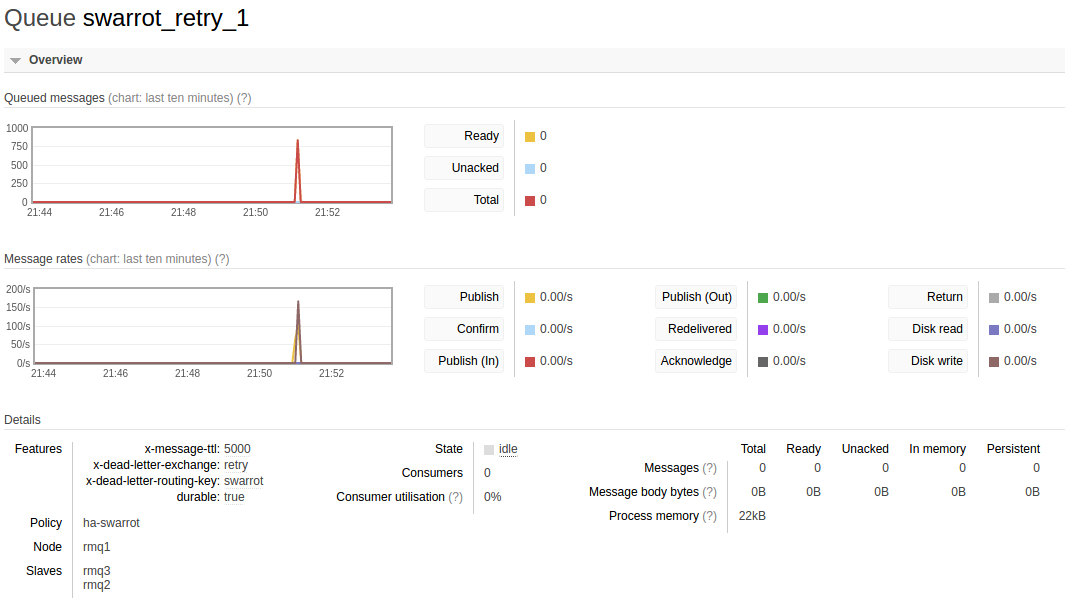 Queue swarrot_retry_1
Overview
Queued messages (chart: last ten minutes) (?)
1000
750
500
250
0
21:44 21:46 21:48 21:50 21:52
Ready 0
Unacked 0
Total 0
Message rates (chart: last ten minutes) (?)
200/s
150/s
100/s
50/s
0/s
21:44 21:46 21:48 21:50 21:52
Publish 0.00/s Publish (Out) 0.00/s Return 0.00/s
Confirm 0.00/s Redelivered 0.00/s Disk read 0.00/s
Publish (In) 0.00/s Acknowledge 0.00/s Disk write 0.00/s
Details
Features x-message-ttl: 5000
x-dead-letter-exchange: retry
x-dead-letter-routing-key: swarrot
durable: true
Policy ha-swarrot
Node rmq1
Slaves rmq3
rmq2
State idle
Consumers 0
Consumer utilisation (?) 0%
Total Ready Unacked In memory Persistent
Messages (?) 0 0 0 0 0
Message body bytes (?) 0B 0B 0B 0B 0B
Process memory (?) 22kB